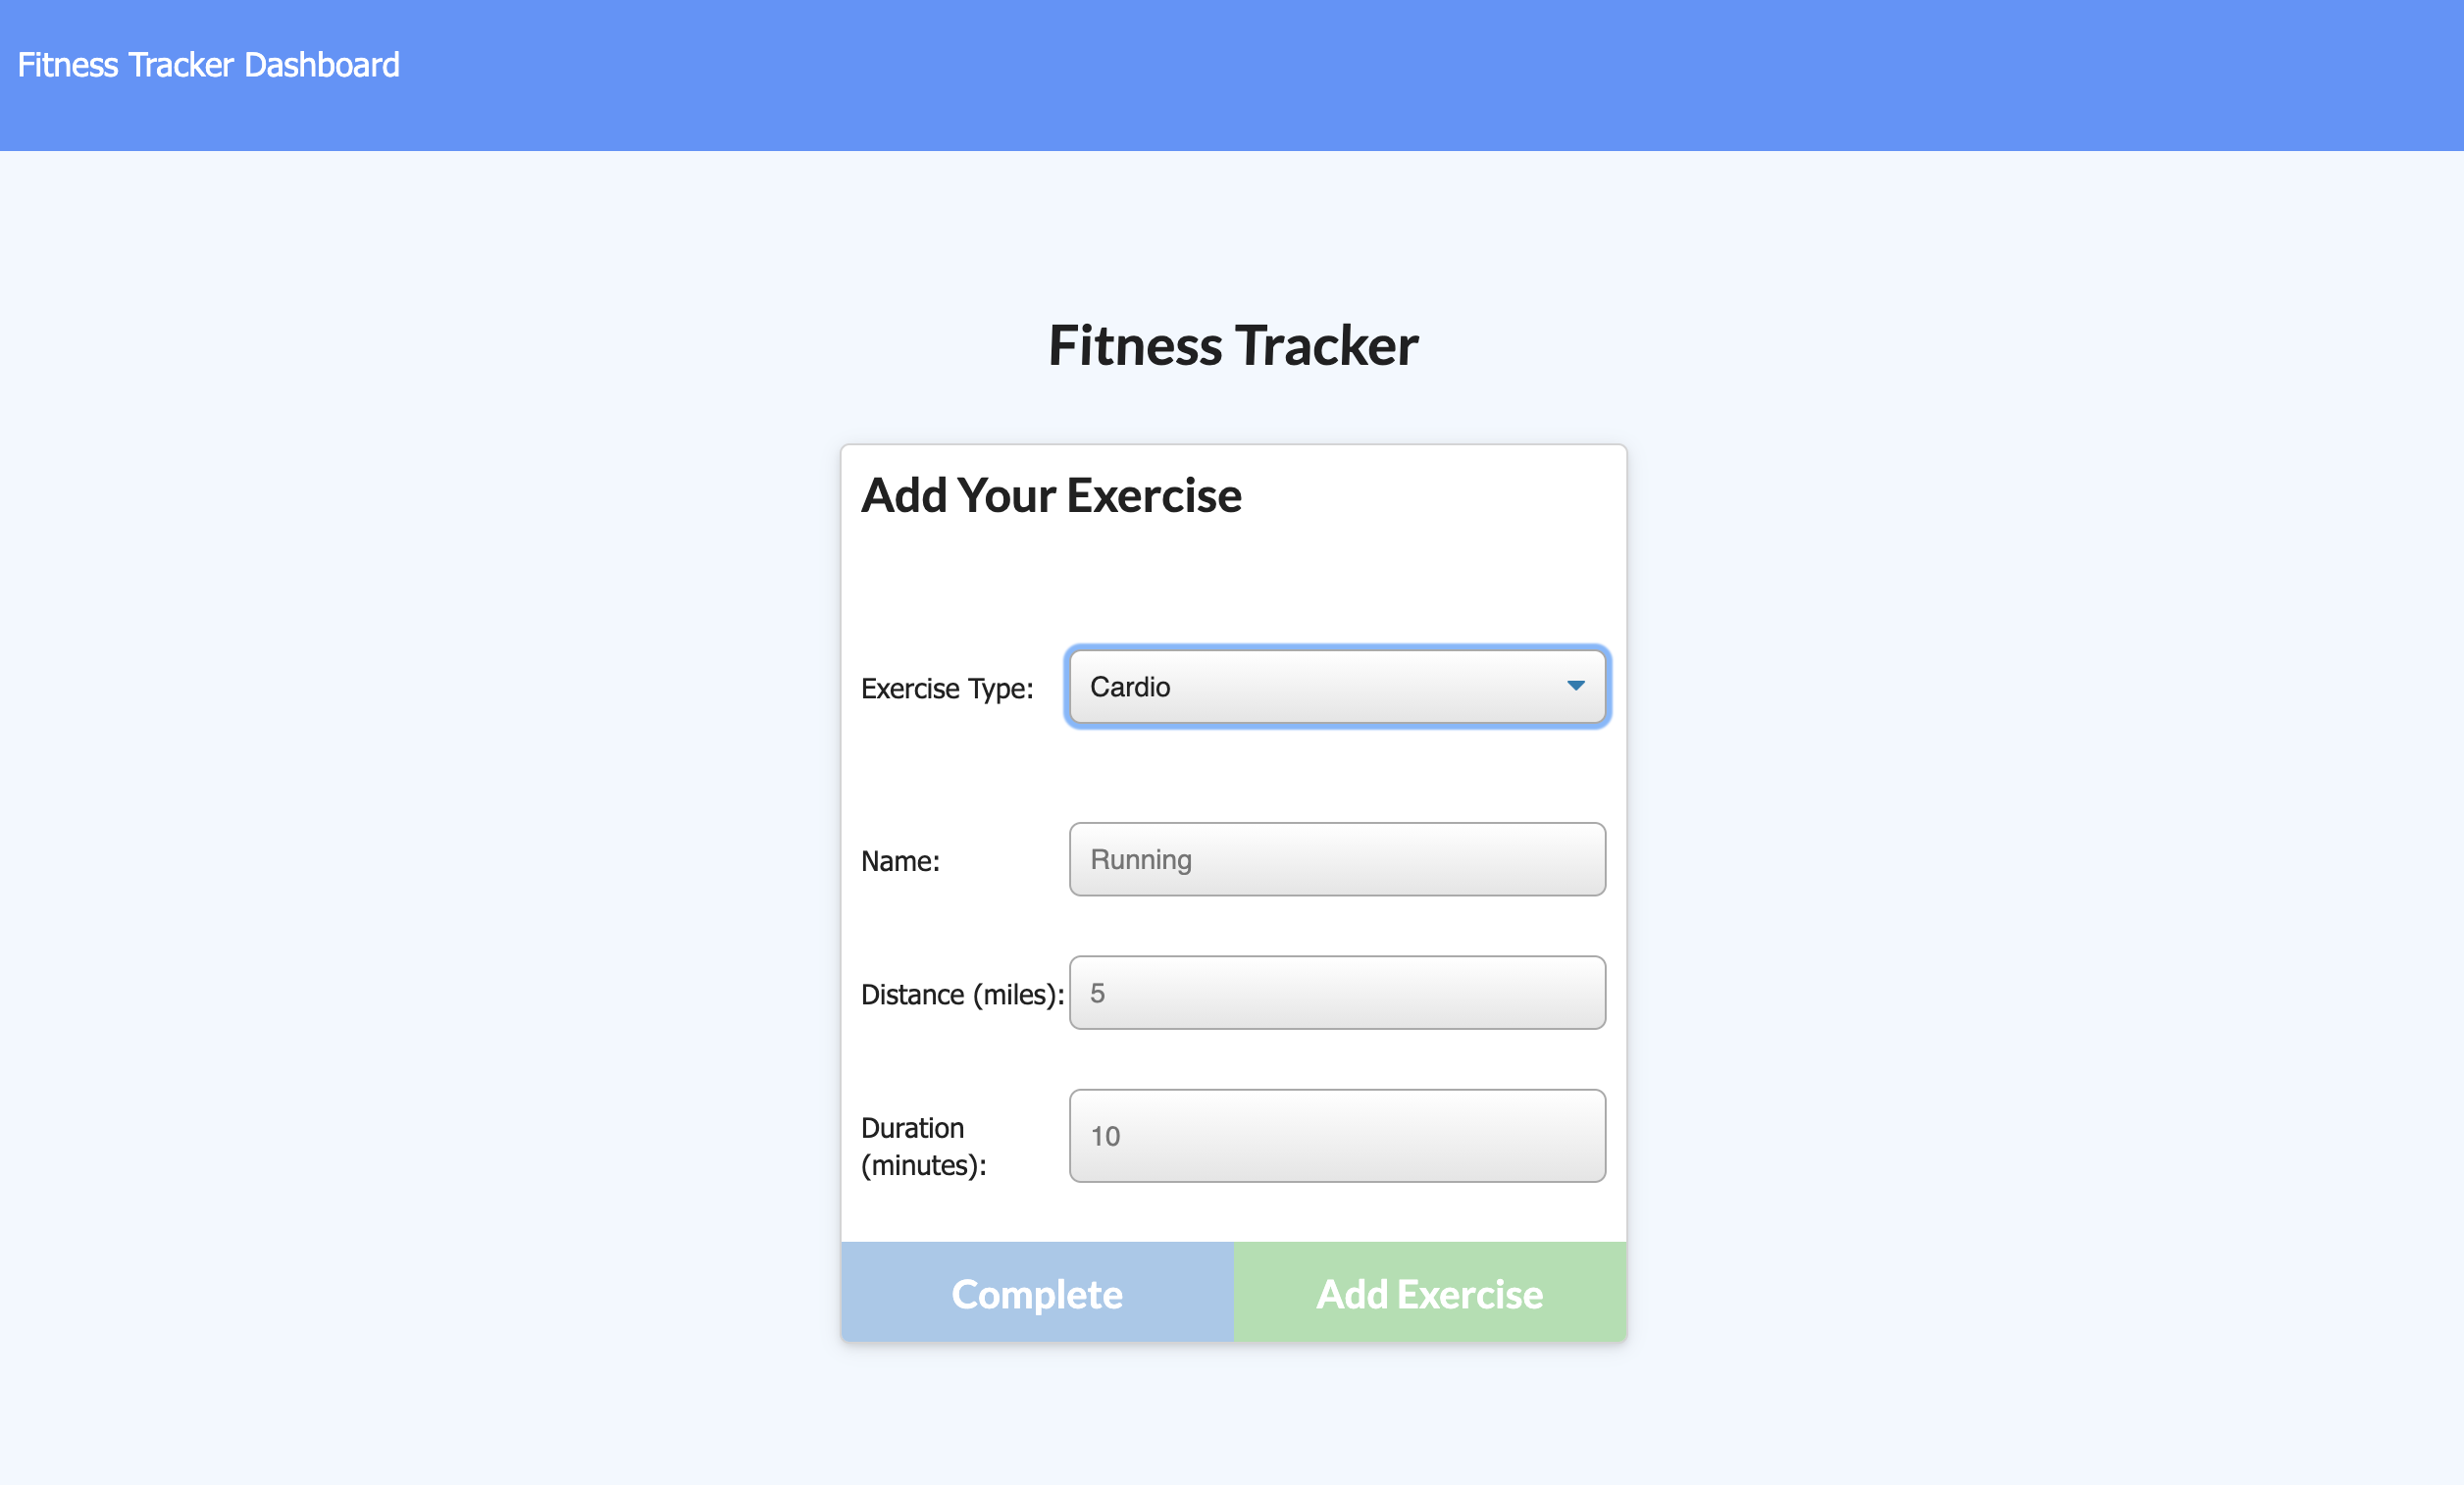 Fitness Tracker Dashboard
Fitness Tracker
Add Your Exercise
Exercise Type: Cardio
Name: Running
Distance (miles): 5
Duration
(minutes): 10
Complete Add Exercise